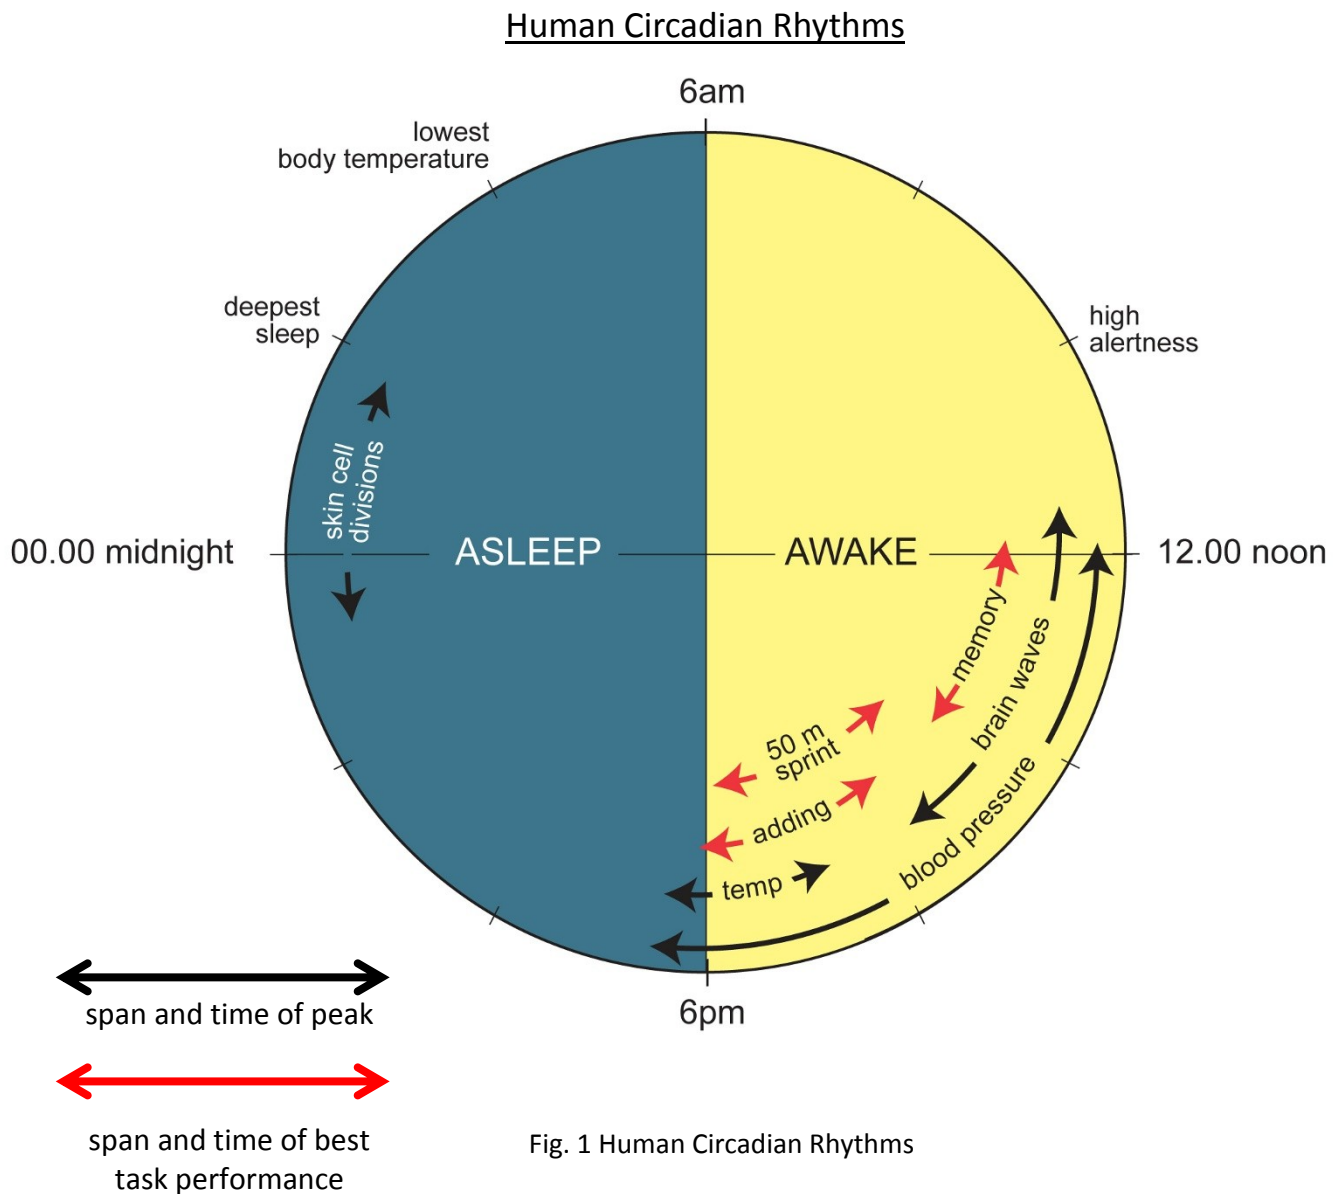 Human Circadian Rhythms
6am
lowest
body temperature
deepest
sleep
high
alertness
skin cell
divisions
00.00 midnight
ASLEEP
AWAKE
12.00 noon
memory
brain waves
50 m
sprint
adding
blood pressure
temp
6pm
span and time of peak
span and time of best
task performance
Fig. 1 Human Circadian Rhythms